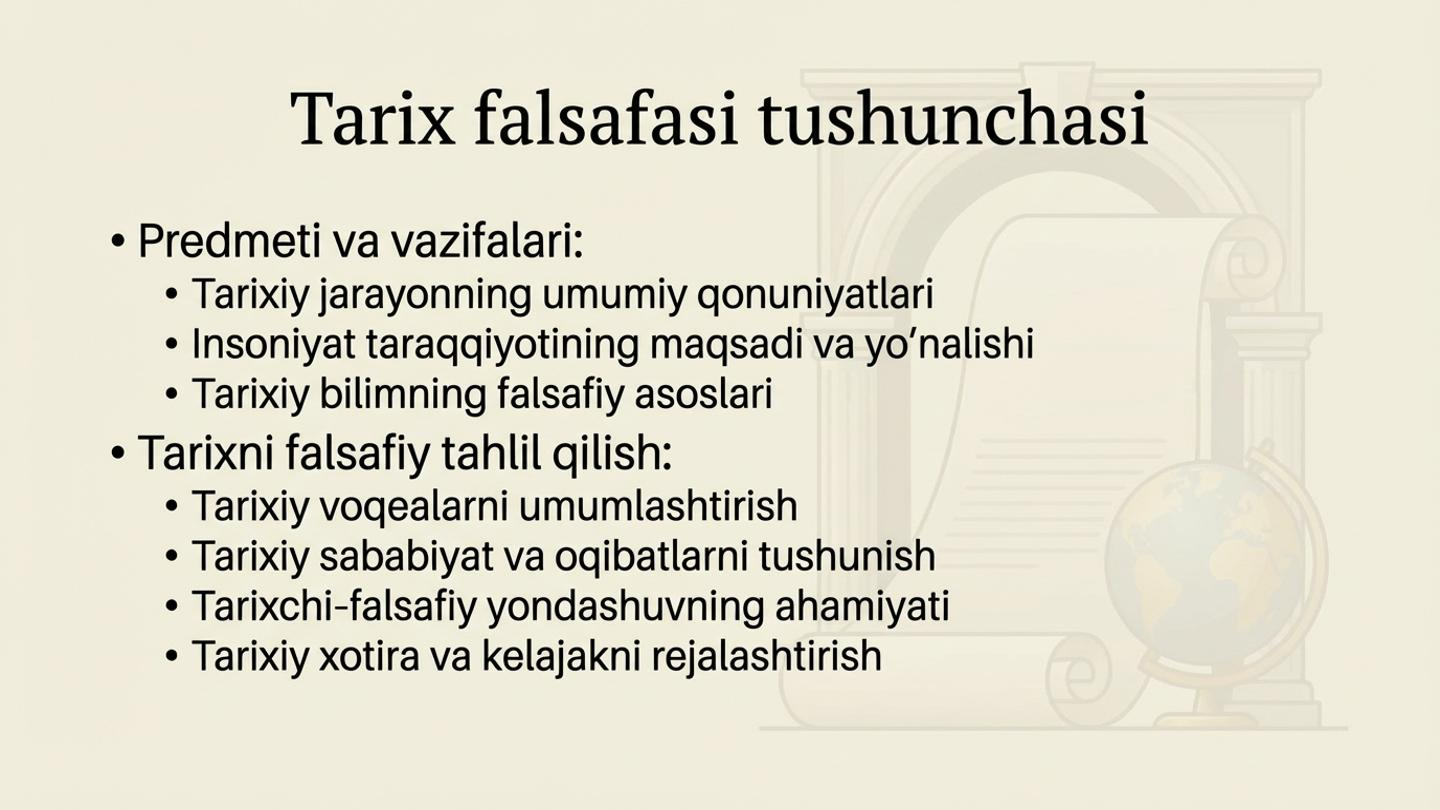 Tarix falsafasi tushunchasi
• Predmeti va vazifalari:
• Tarixiy jarayonning umumiy qonuniyatlari
• Insoniyat taraqqiyotining maqsadi va yo’nalishi
• Tarixiy bilimning falsafiy asoslari
• Tarixni falsafiy tahlil qilish:
• Tarixiy voqealarni umumlashtirish
• Tarixiy sababiyat va oqibatlarni tushunish
• Tarixchi-falsafiy yondashuvning ahamiyati
• Tarixiy xotira va kelajakni rejalashtirish